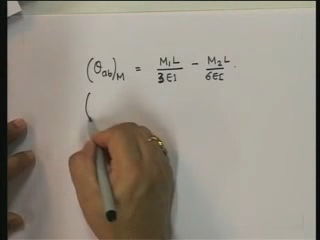 (θab)M = M1L/3EI - M2L/6EI.
(